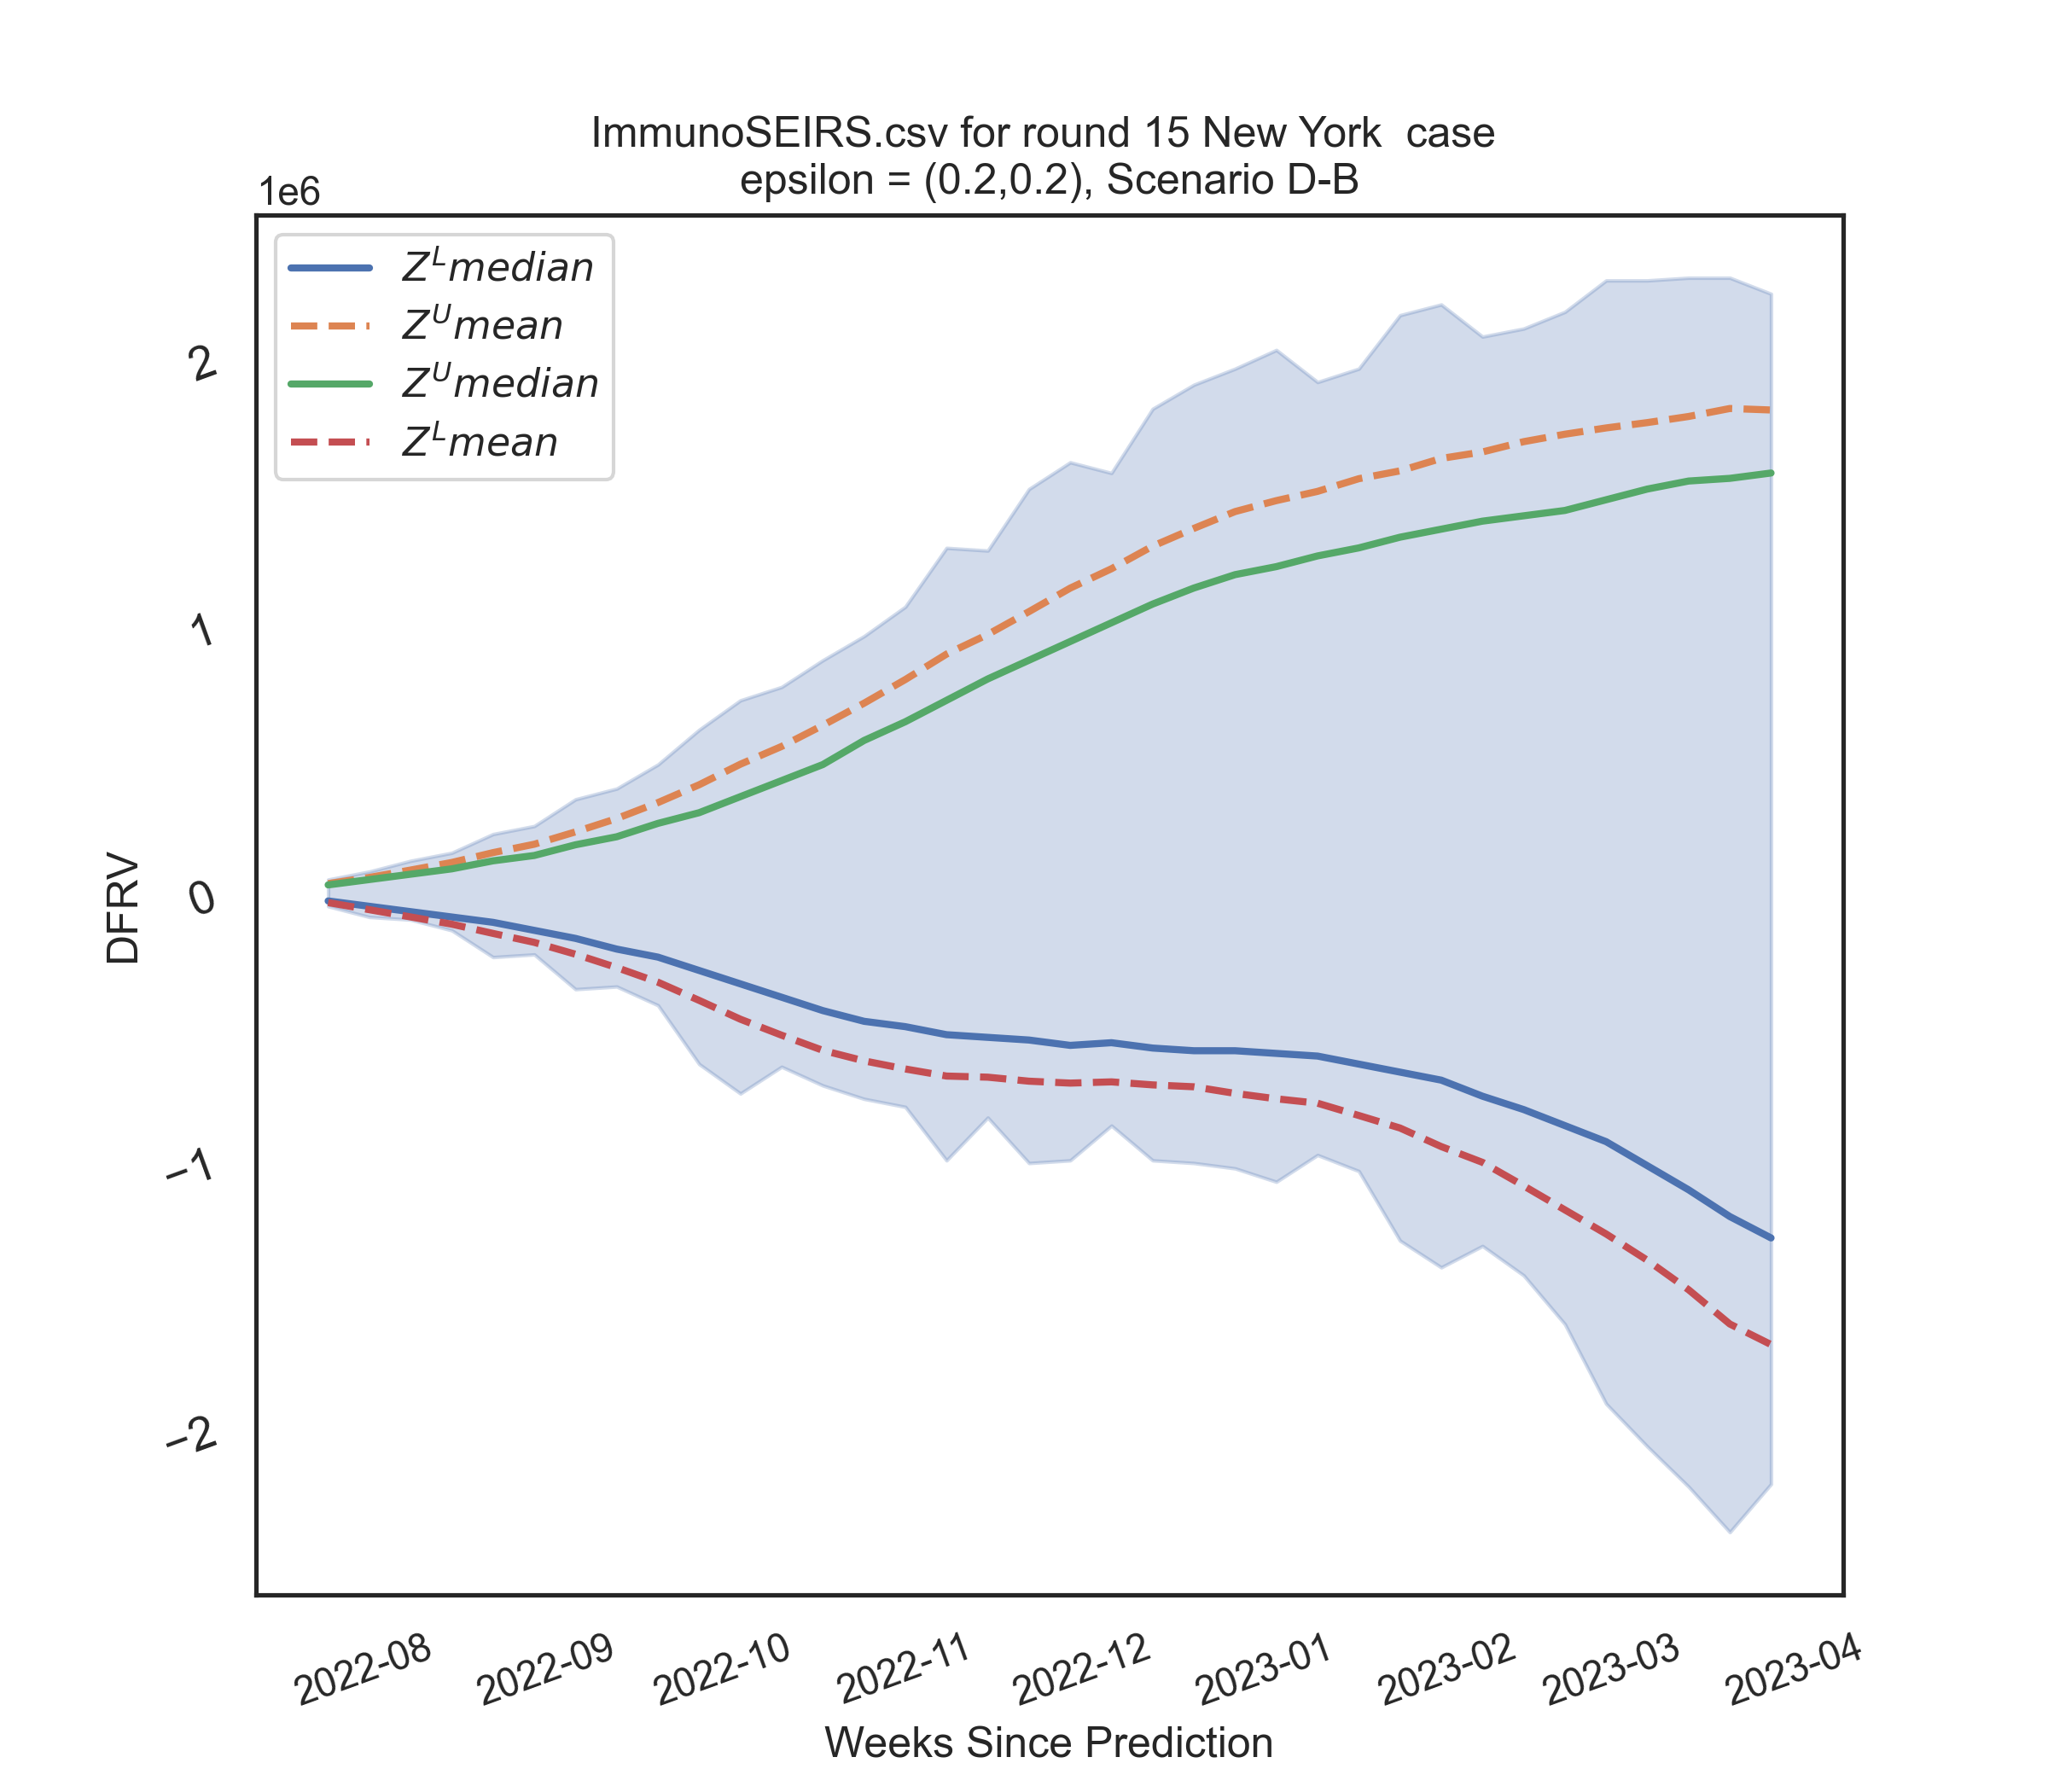 ImmunoSEIRS.csv for round 15 New York  case
epsilon = (0.2,0.2), Scenario D-B
1e6
Z^L median
Z^U mean
Z^U median
Z^L mean
2
1
0
−1
−2
DFRV
2022-08
2022-09
2022-10
2022-11
2022-12
2023-01
2023-02
2023-03
2023-04
Weeks Since Prediction